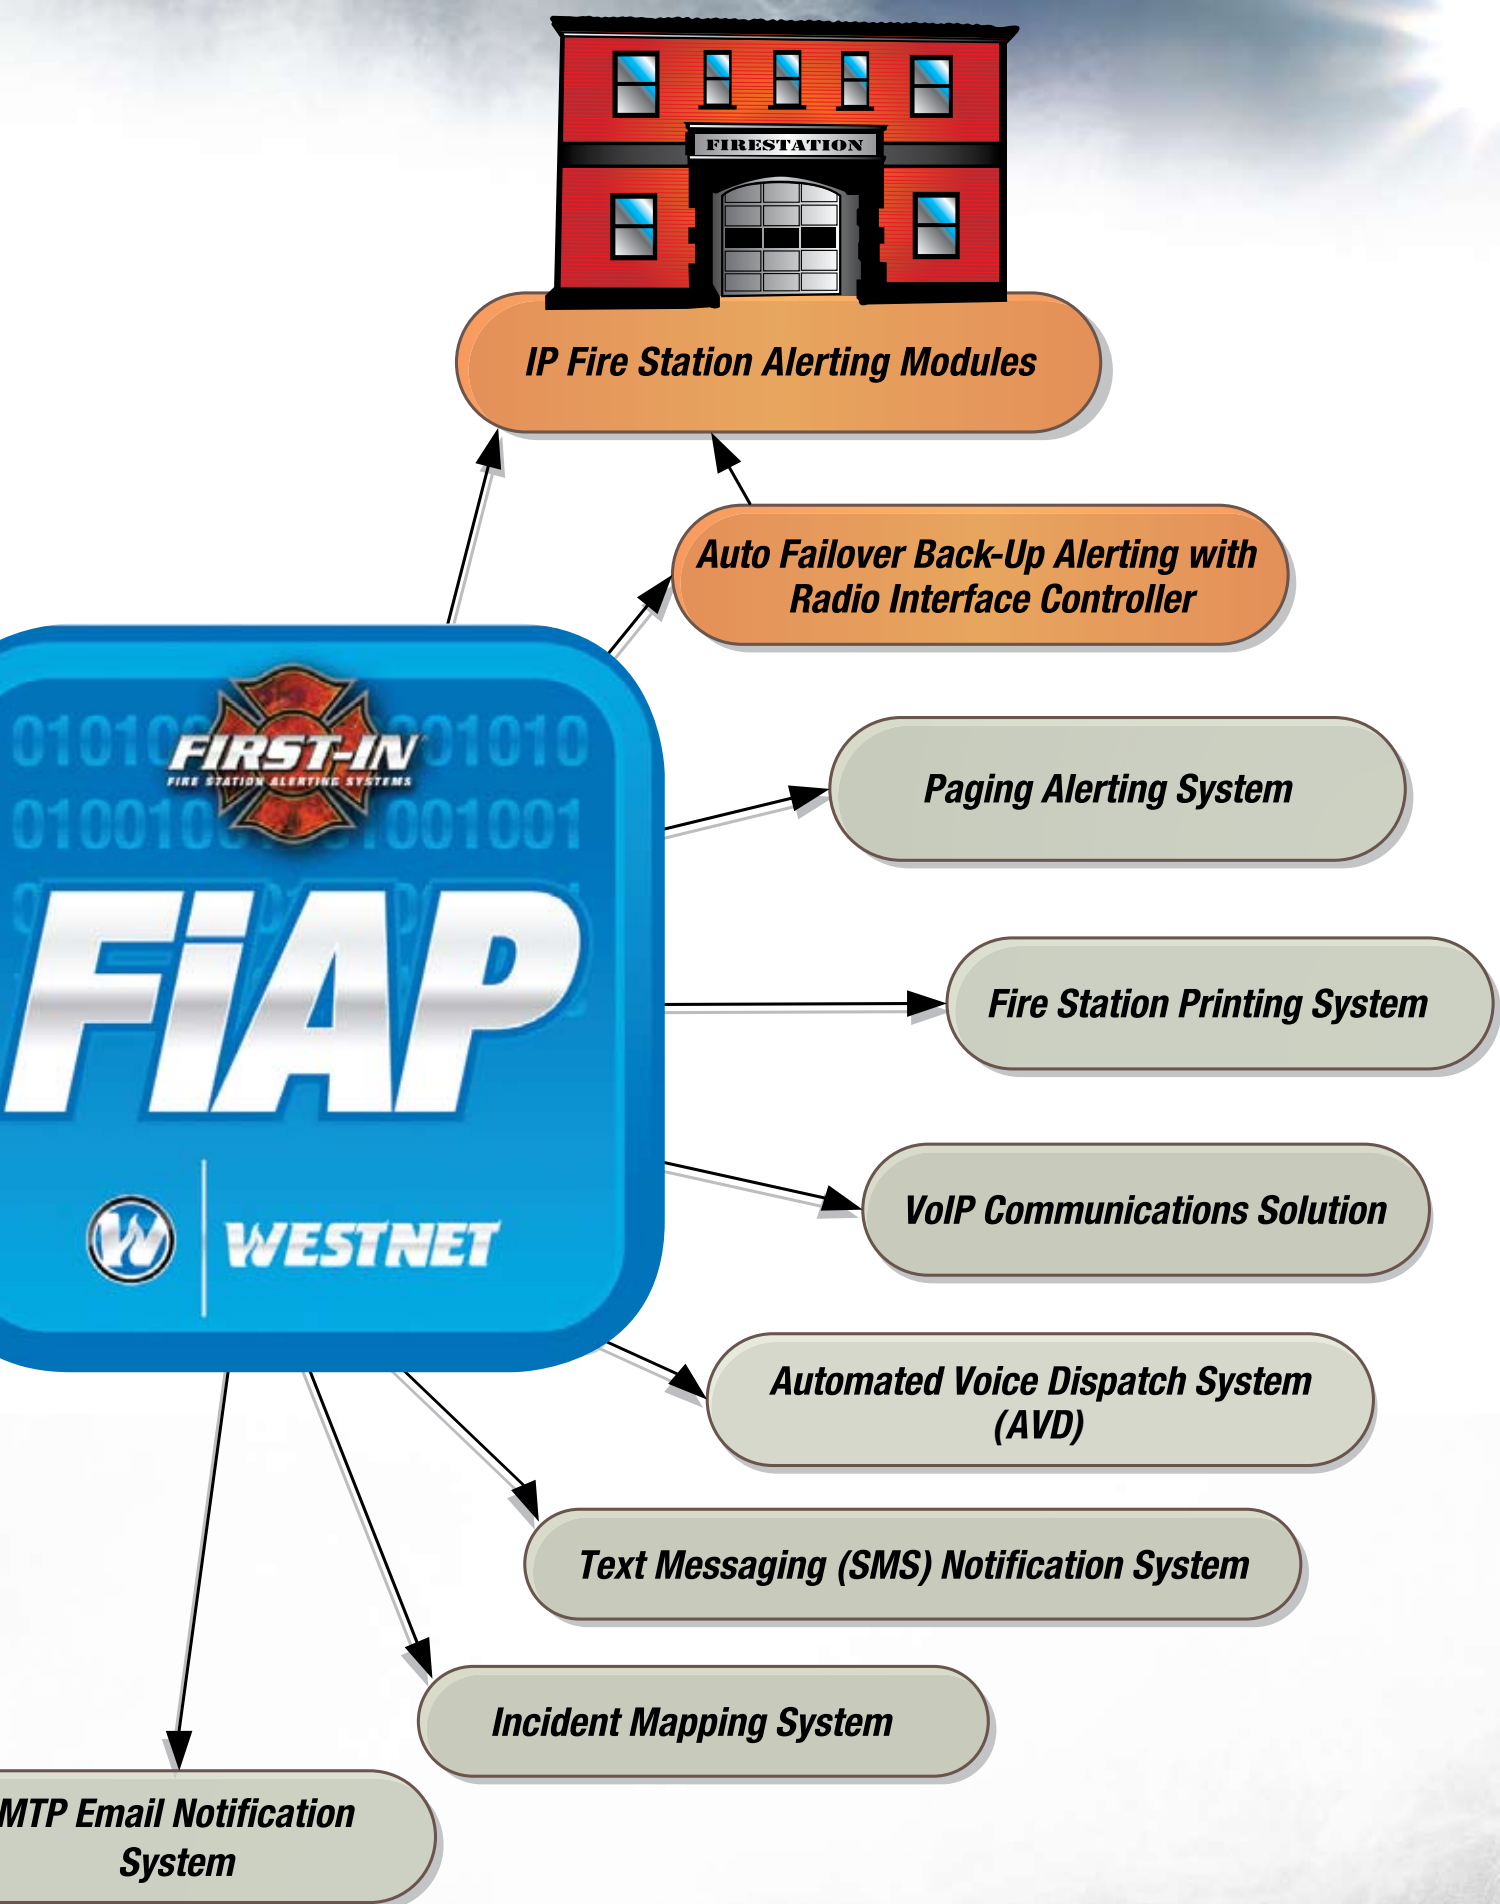 FIRESTATION
IP Fire Station Alerting Modules
Auto Failover Back-Up Alerting with
Radio Interface Controller
FIRST-IN
FIRE STATION ALERTING SYSTEMS
01001001001
FiAP
W
WESTNET
Paging Alerting System
Fire Station Printing System
VoIP Communications Solution
Automated Voice Dispatch System
(AVD)
Text Messaging (SMS) Notification System
Incident Mapping System
MTP Email Notification
System